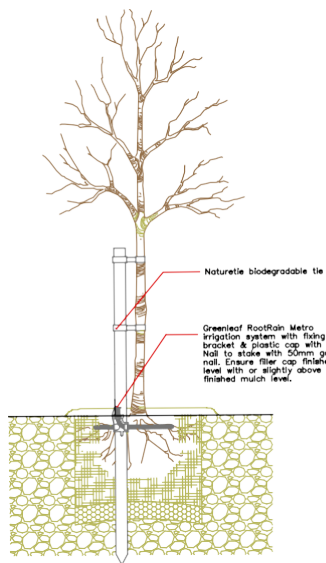 Naturetie biodegradable tie
Greenleaf RootRain Metro
irrigation system with fixing
bracket & plastic cap with
Nail to stake with 50mm
nail. Ensure filler cap finishe
level with or slightly above
finished mulch level.